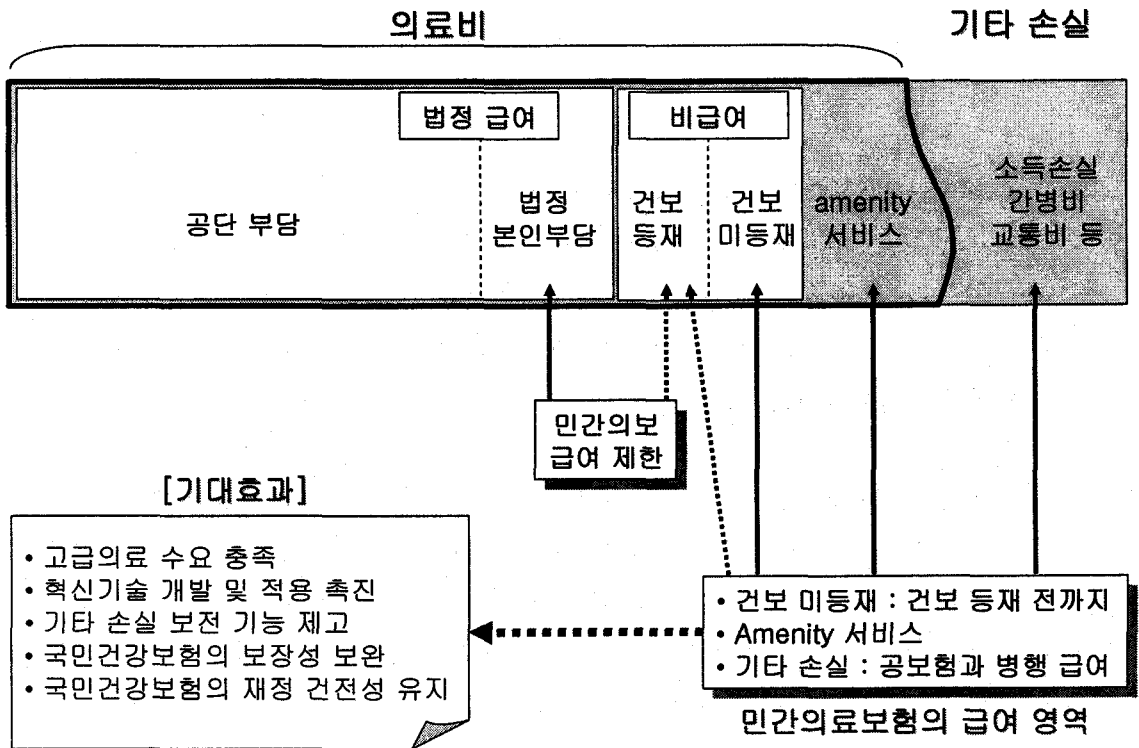 의료비
기타 손실
법정 급여
비급여
공단 부담
법정
본인부담
건보
등재
건보
미등재
amenity
서비스
소득손실
간병비
교통비 등
민간의보
급여 제한
[기대효과]
• 고급의료 수요 충족
• 혁신기술 개발 및 적용 촉진
• 기타 손실 보전 기능 제고
• 국민건강보험의 보장성 보완
• 국민건강보험의 재정 건전성 유지
• 건보 미등재 : 건보 등재 전까지
• Amenity 서비스
• 기타 손실 : 공보험과 병행 급여
민간의료보험의 급여 영역